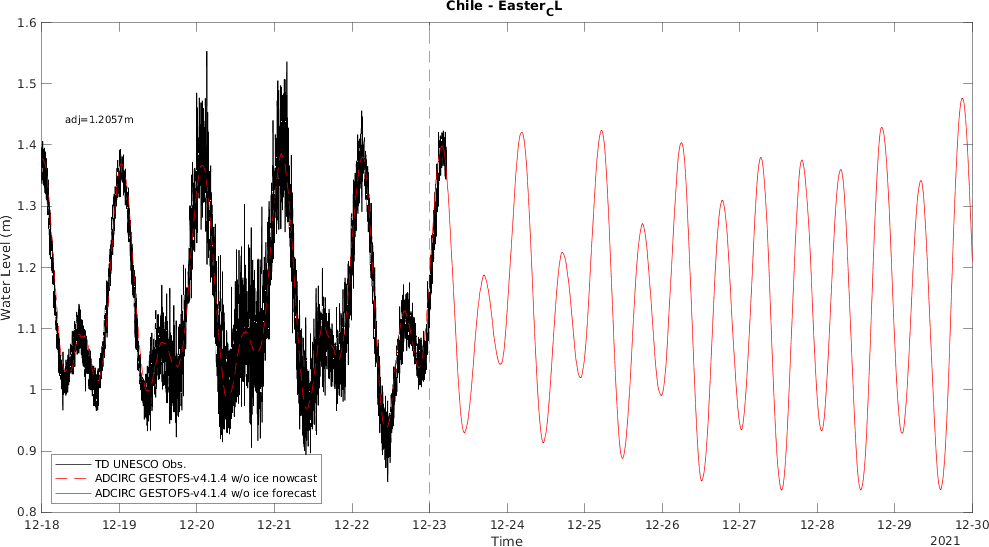 Chile - Easter_CL
1.6
1.5
1.4
1.3
1.2
1.1
1
0.9
0.8
Water Level (m)
adj=1.2057m
TD UNESCO Obs.
ADCIRC GESTOFS-v4.1.4 w/o ice nowcast
ADCIRC GESTOFS-v4.1.4 w/o ice forecast
12-18 12-19 12-20 12-21 12-22 12-23 12-24 12-25 12-26 12-27 12-28 12-29 12-30
Time
2021